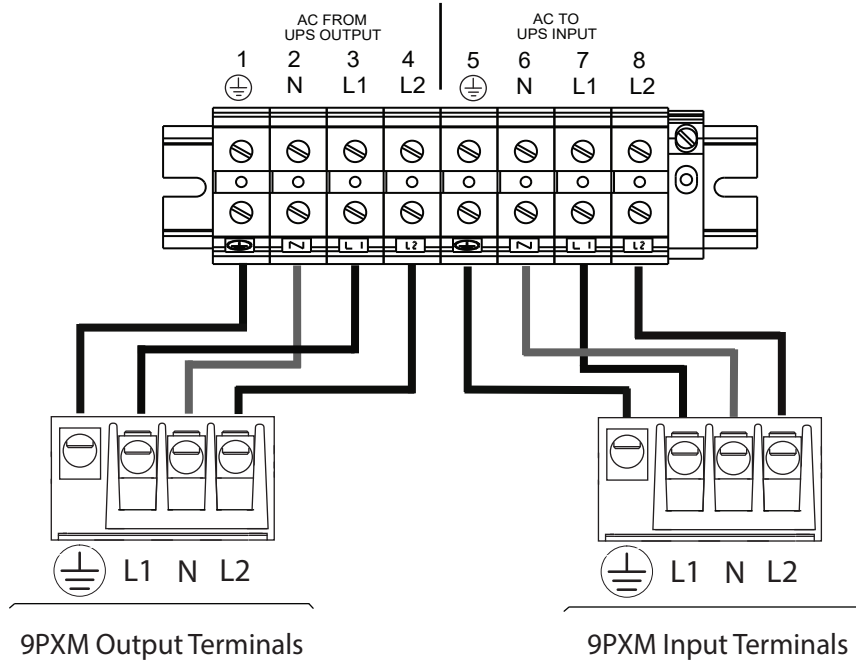 AC FROM
UPS OUTPUT
AC TO
UPS INPUT
1 2 3 4 5 6 7 8
N L1 L2 N L1 L2
N L1 L2 N L1 L2
L1 N L2
L1 N L2
9PXM Output Terminals
9PXM Input Terminals